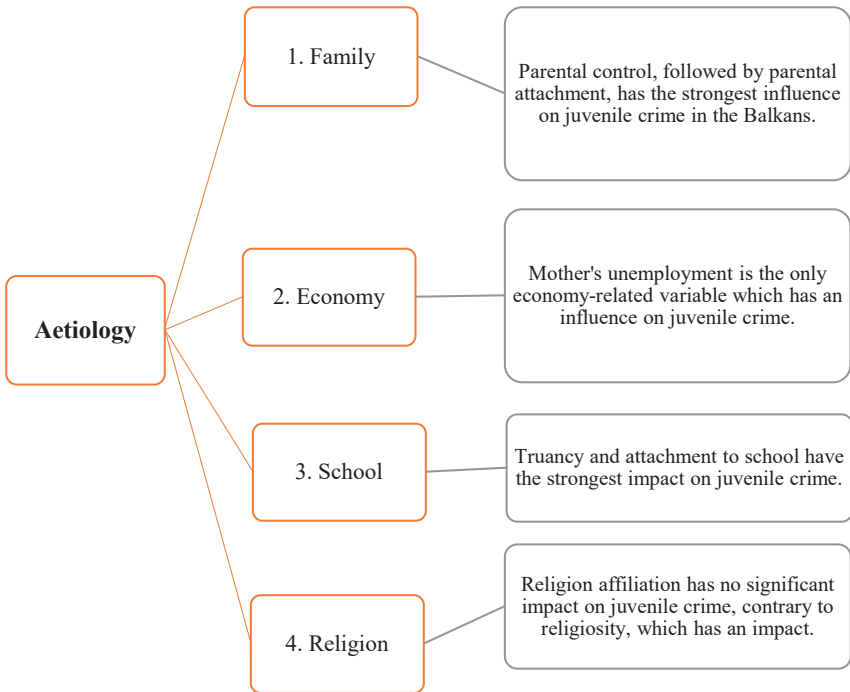 Aetiology
1. Family
Parental control, followed by parental
attachment, has the strongest influence
on juvenile crime in the Balkans.
2. Economy
Mother's unemployment is the only
economy-related variable which has an
influence on juvenile crime.
3. School
Truancy and attachment to school have
the strongest impact on juvenile crime.
4. Religion
Religion affiliation has no significant
impact on juvenile crime, contrary to
religiosity, which has an impact.